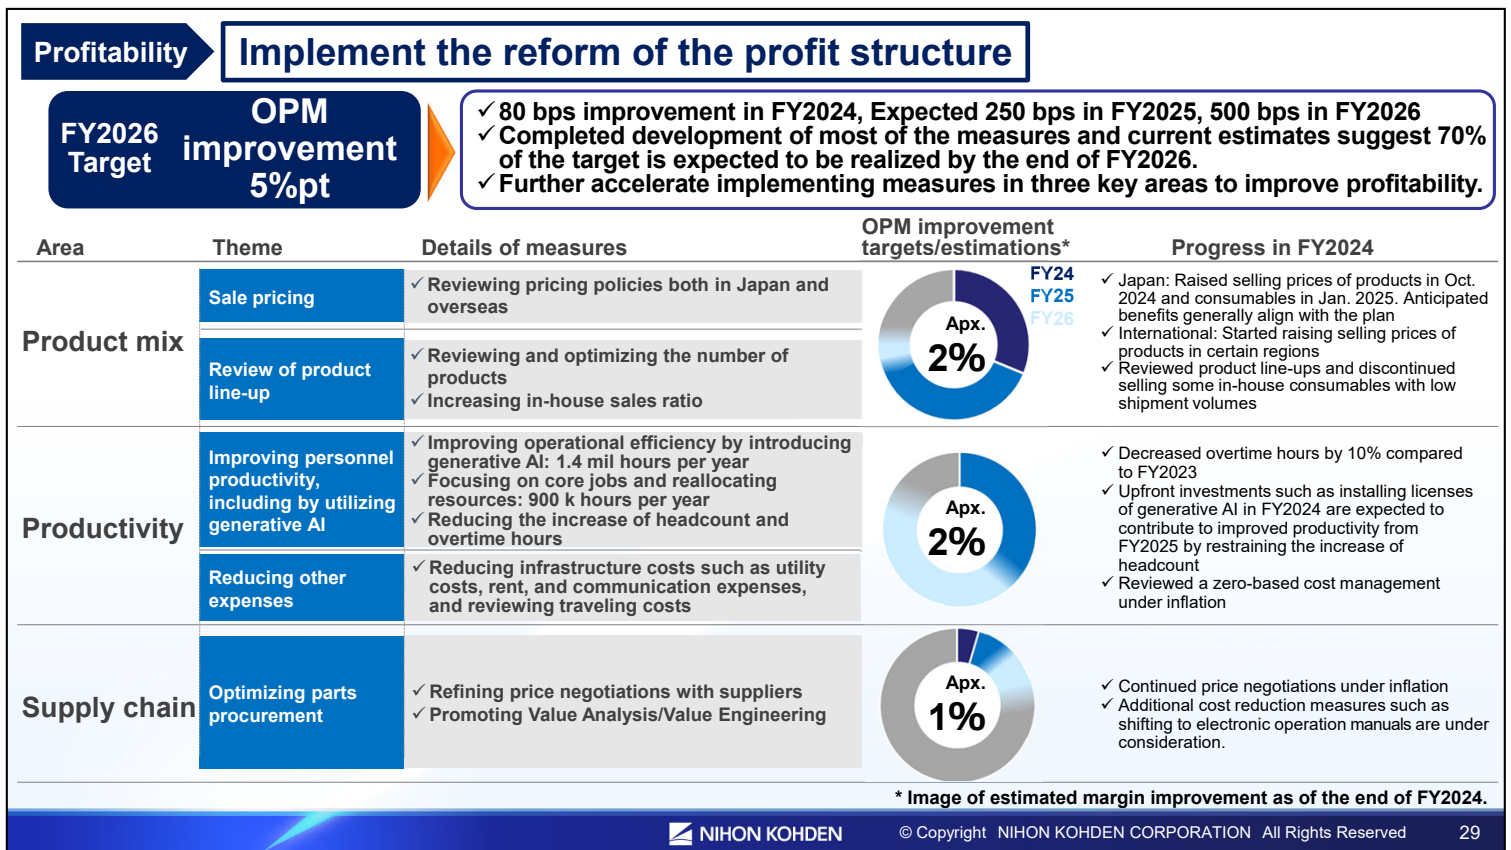 Profitability
Implement the reform of the profit structure
FY2026
Target
OPM
improvement
5%pt
✓80 bps improvement in FY2024, Expected 250 bps in FY2025, 500 bps in FY2026
✓Completed development of most of the measures and current estimates suggest 70%
of the target is expected to be realized by the end of FY2026.
✓Further accelerate implementing measures in three key areas to improve profitability.
Area
Theme
Details of measures
OPM improvement
targets/estimations*
Progress in FY2024
Product mix
Sale pricing
✓Reviewing pricing policies both in Japan and
overseas
Review of product
line-up
✓Reviewing and optimizing the number of
products
✓Increasing in-house sales ratio
Apx.
2%
FY24
FY25
FY26
✓Japan: Raised selling prices of products in Oct.
2024 and consumables in Jan. 2025. Anticipated
benefits generally align with the plan
✓International: Started raising selling prices of
products in certain regions
✓Reviewed product line-ups and discontinued
selling some in-house consumables with low
shipment volumes
Productivity
Improving personnel
productivity,
including by utilizing
generative AI
✓Improving operational efficiency by introducing
generative AI: 1.4 mil hours per year
✓Focusing on core jobs and reallocating
resources: 900 k hours per year
✓Reducing the increase of headcount and
overtime hours
Reducing other
expenses
✓Reducing infrastructure costs such as utility
costs, rent, and communication expenses,
and reviewing traveling costs
Apx.
2%
✓Decreased overtime hours by 10% compared
to FY2023
✓Upfront investments such as installing licenses
of generative AI in FY2024 are expected to
contribute to improved productivity from
FY2025 by restraining the increase of
headcount
✓Reviewed a zero-based cost management
under inflation
Supply chain
Optimizing parts
procurement
✓Refining price negotiations with suppliers
✓Promoting Value Analysis/Value Engineering
Apx.
1%
✓Continued price negotiations under inflation
✓Additional cost reduction measures such as
shifting to electronic operation manuals are under
consideration.
* Image of estimated margin improvement as of the end of FY2024.
NIHON KOHDEN
© Copyright NIHON KOHDEN CORPORATION All Rights Reserved
29